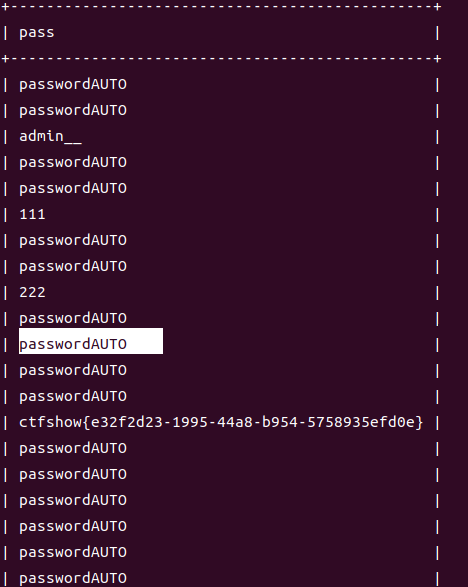 +-----------------------------------------------+
| pass |
+-----------------------------------------------+
| passwordAUTO |
| passwordAUTO |
| admin__ |
| passwordAUTO |
| passwordAUTO |
| 111 |
| passwordAUTO |
| passwordAUTO |
| 222 |
| passwordAUTO |
| passwordAUTO |
| passwordAUTO |
| passwordAUTO |
| ctfshow{e32f2d23-1995-44a8-b954-5758935efd0e} |
| passwordAUTO |
| passwordAUTO |
| passwordAUTO |
| passwordAUTO |
| passwordAUTO |
| passwordAUTO |